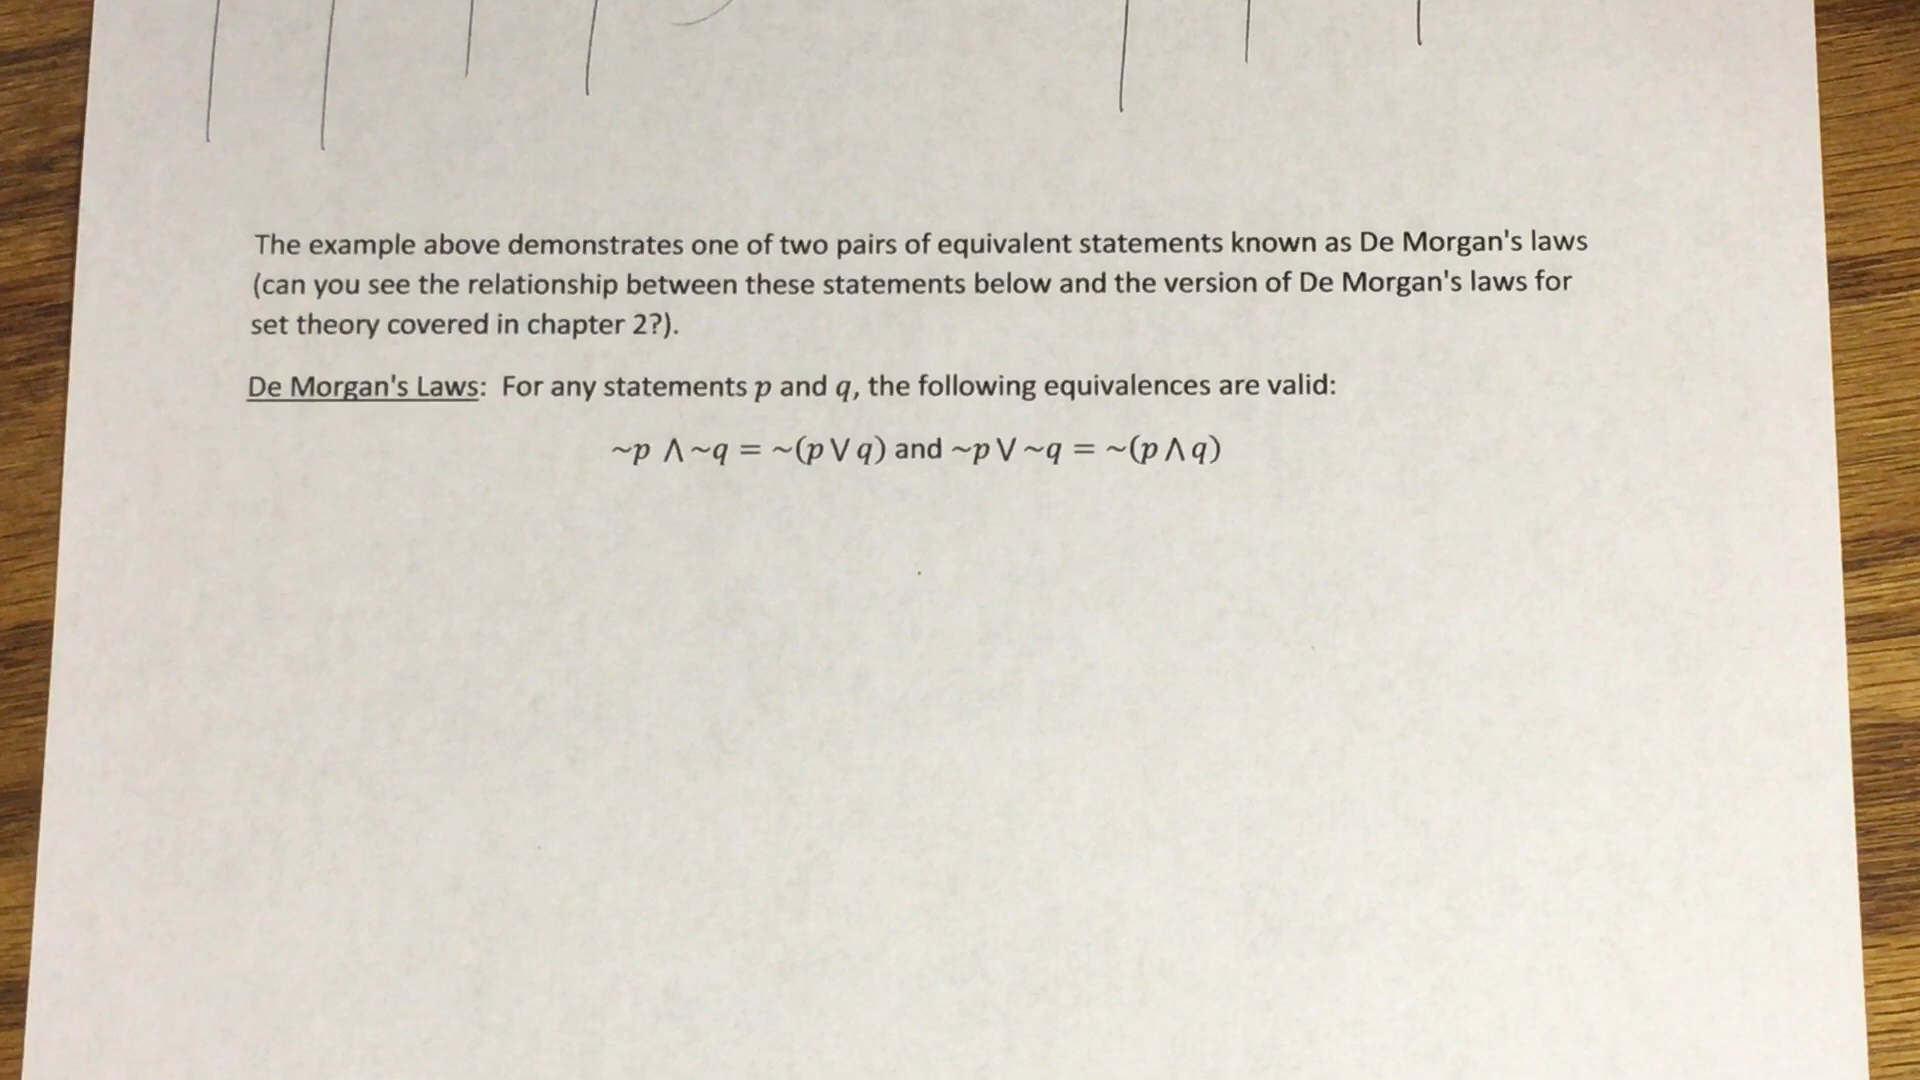 The example above demonstrates one of two pairs of equivalent statements known as De Morgan's laws
(can you see the relationship between these statements below and the version of De Morgan's laws for
set theory covered in chapter 2?).
De Morgan's Laws:  For any statements p and q, the following equivalences are valid:
~p ∧ ~q = ~(p ∨ q) and ~p ∨ ~q = ~(p ∧ q)